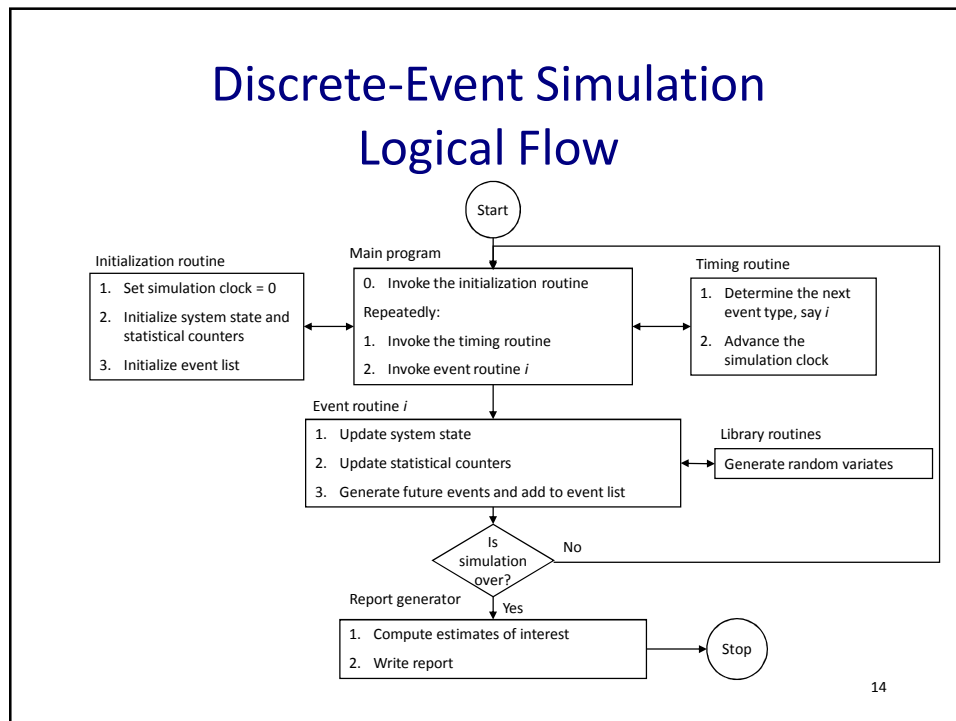 Discrete-Event Simulation
Logical Flow
Start
Initialization routine
1. Set simulation clock = 0
2. Initialize system state and
statistical counters
3. Initialize event list
Main program
0. Invoke the initialization routine
Repeatedly:
1. Invoke the timing routine
2. Invoke event routine i
Timing routine
1. Determine the next
event type, say i
2. Advance the
simulation clock
Event routine i
1. Update system state
2. Update statistical counters
3. Generate future events and add to event list
Library routines
Generate random variates
Is
simulation
over?
No
Yes
Report generator
1. Compute estimates of interest
2. Write report
Stop
14